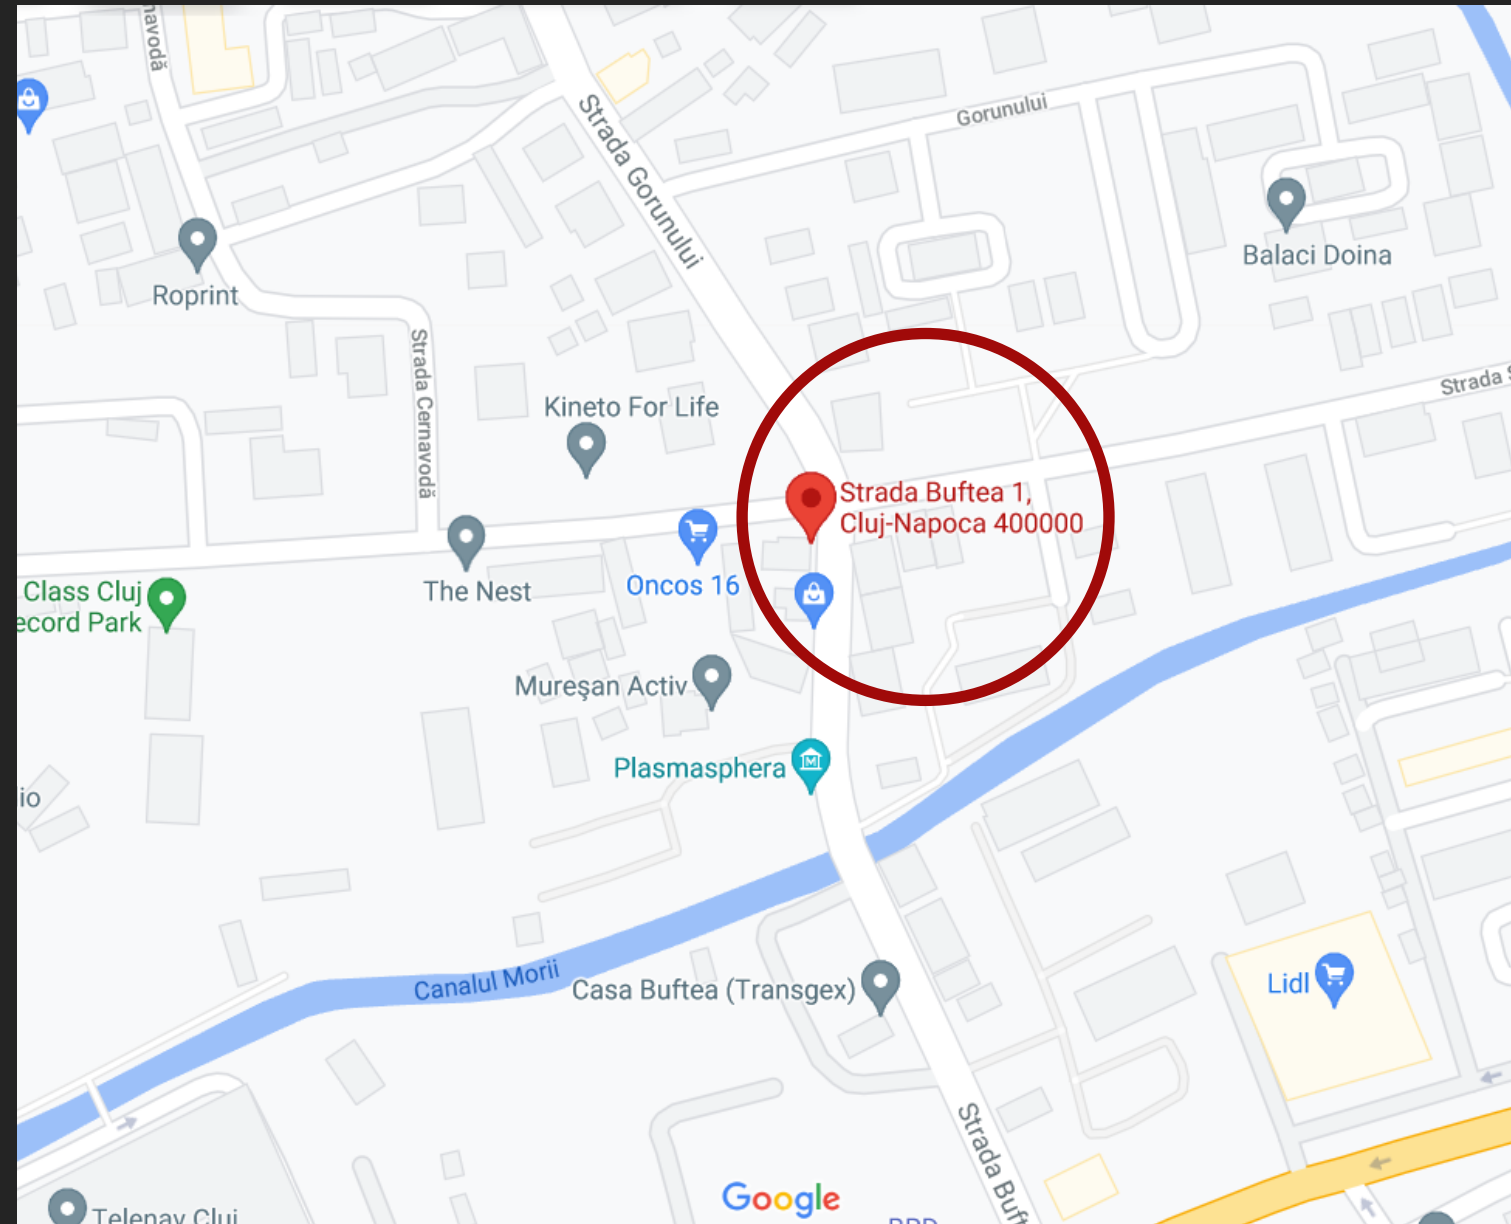 navodă
Strada Gorunului
Gorunului
Balaci Doina
Roprint
Strada Cernavodă
Strada
Kineto For Life
Strada Buftea 1,
Cluj-Napoca 400000
The Nest
Oncos 16
Class Cluj
ecord Park
Mureşan Activ
Plasmasphera
io
Canalul Morii
Casa Buftea (Transgex)
Lidl
Strada Buft
Google
Telenav Cluj